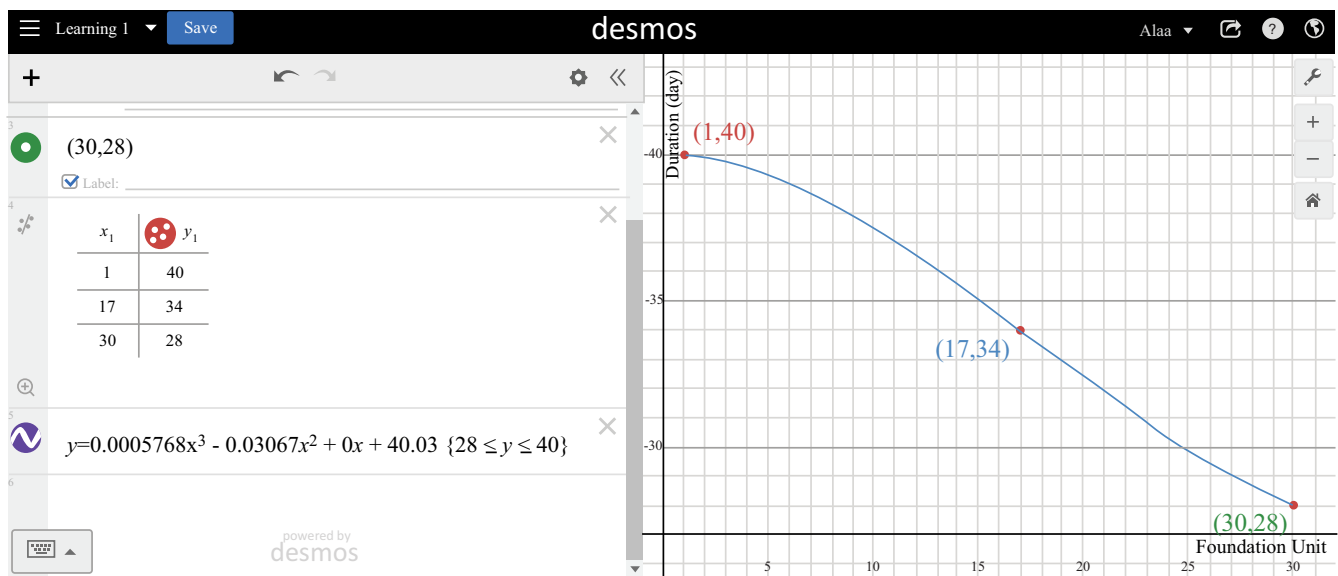 Learning 1 Save desmos Alaa ?
3
(30,28)
Label:
4
x₁ y₁
1 40
17 34
30 28
5
y=0.0005768x³ - 0.03067x² + 0x + 40.03 {28 ≤ y ≤ 40}
6
powered by
desmos
Duration (day)
(1,40)
-40
-35
(17,34)
-30
(30,28)
Foundation Unit
5 10 15 20 25 30